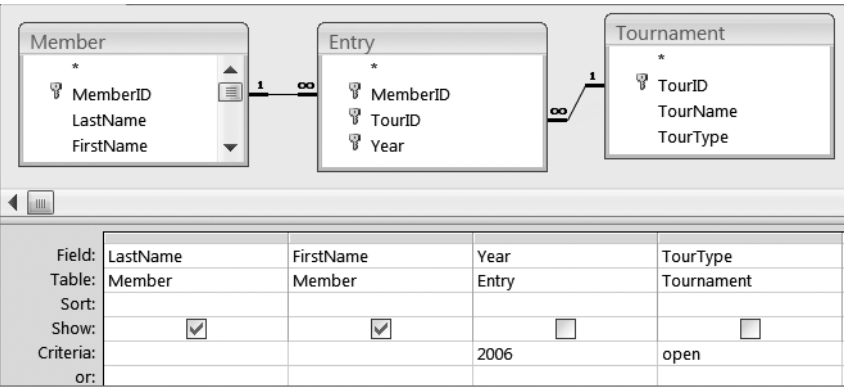 Member
*
MemberID
LastName
FirstName
1 ∞
Entry
*
MemberID
TourID
Year
∞ 1
Tournament
*
TourID
TourName
TourType
Field: LastName FirstName Year TourType
Table: Member Member Entry Tournament
Sort:
Show:
Criteria: 2006 open
or: